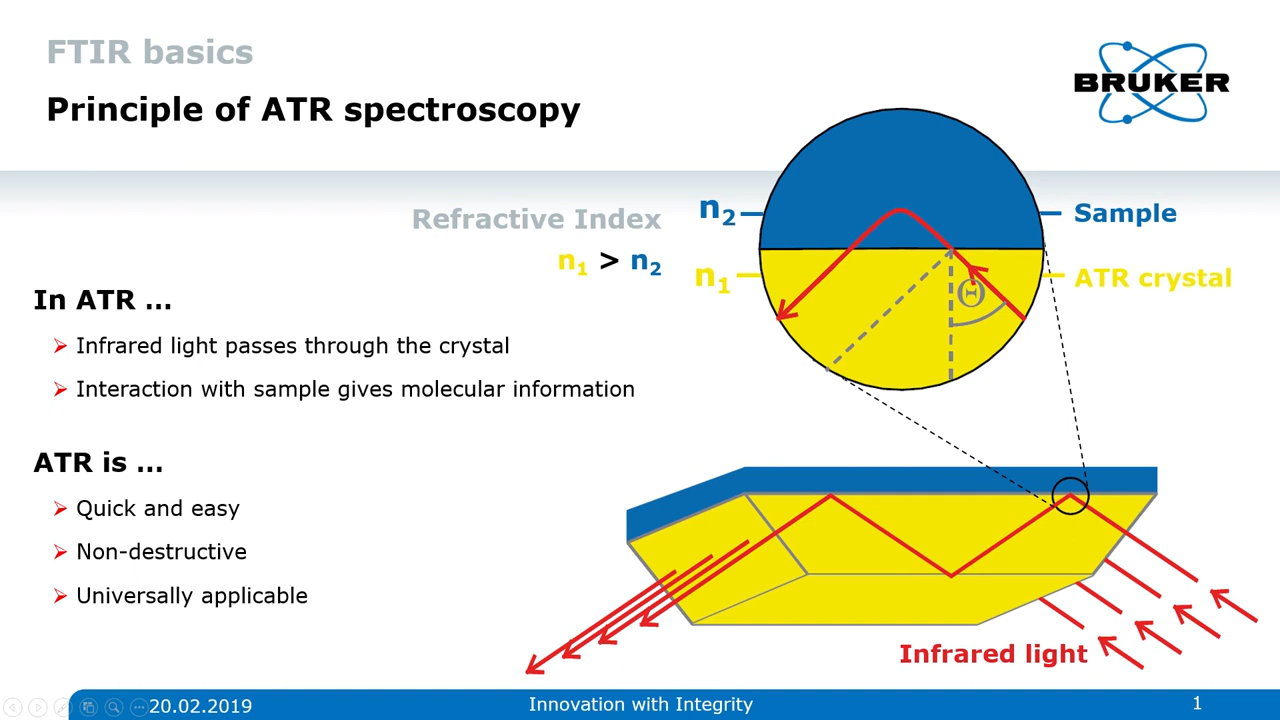 FTIR basics
Principle of ATR spectroscopy
BRUKER
Refractive Index
n₁ > n₂
n₂
Sample
n₁
ATR crystal
Θ
In ATR ...
Infrared light passes through the crystal
Interaction with sample gives molecular information
ATR is ...
Quick and easy
Non-destructive
Universally applicable
Infrared light
20.02.2019
Innovation with Integrity
1